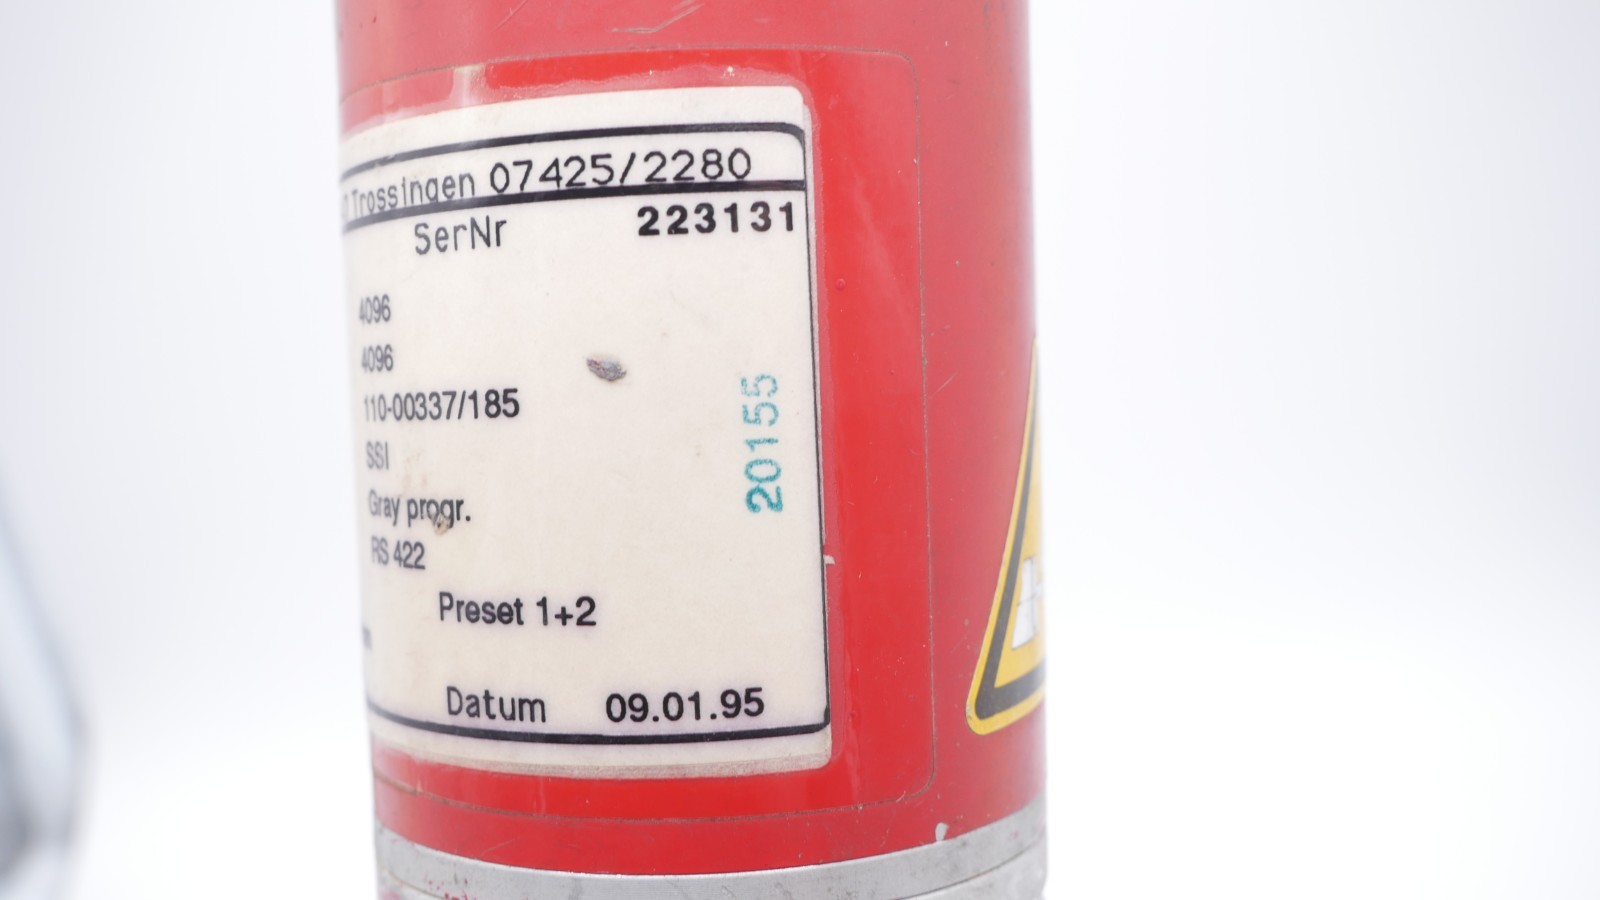 Trossingen 07425/2280
SerNr 223131
4096
4096
110-00337/185
SSI
Gray progr.
RS 422
Preset 1+2
Datum 09.01.95
20155